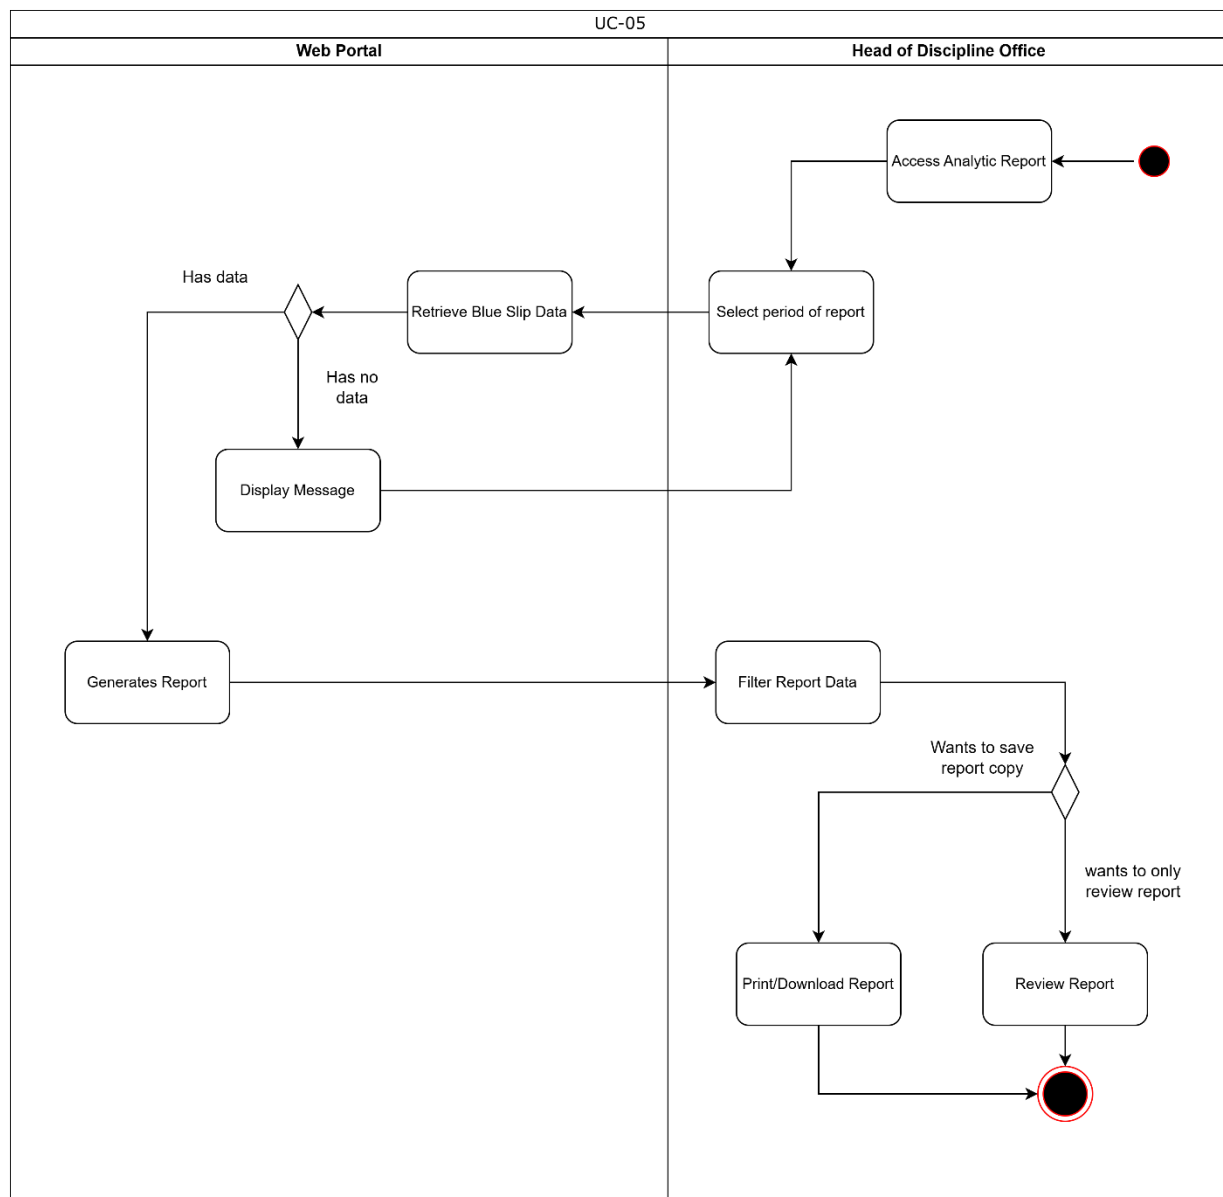 UC-05
Web Portal
Head of Discipline Office
Access Analytic Report
Has data
Retrieve Blue Slip Data
Select period of report
Has no
data
Display Message
Generates Report
Filter Report Data
Wants to save
report copy
wants to only
review report
Print/Download Report
Review Report